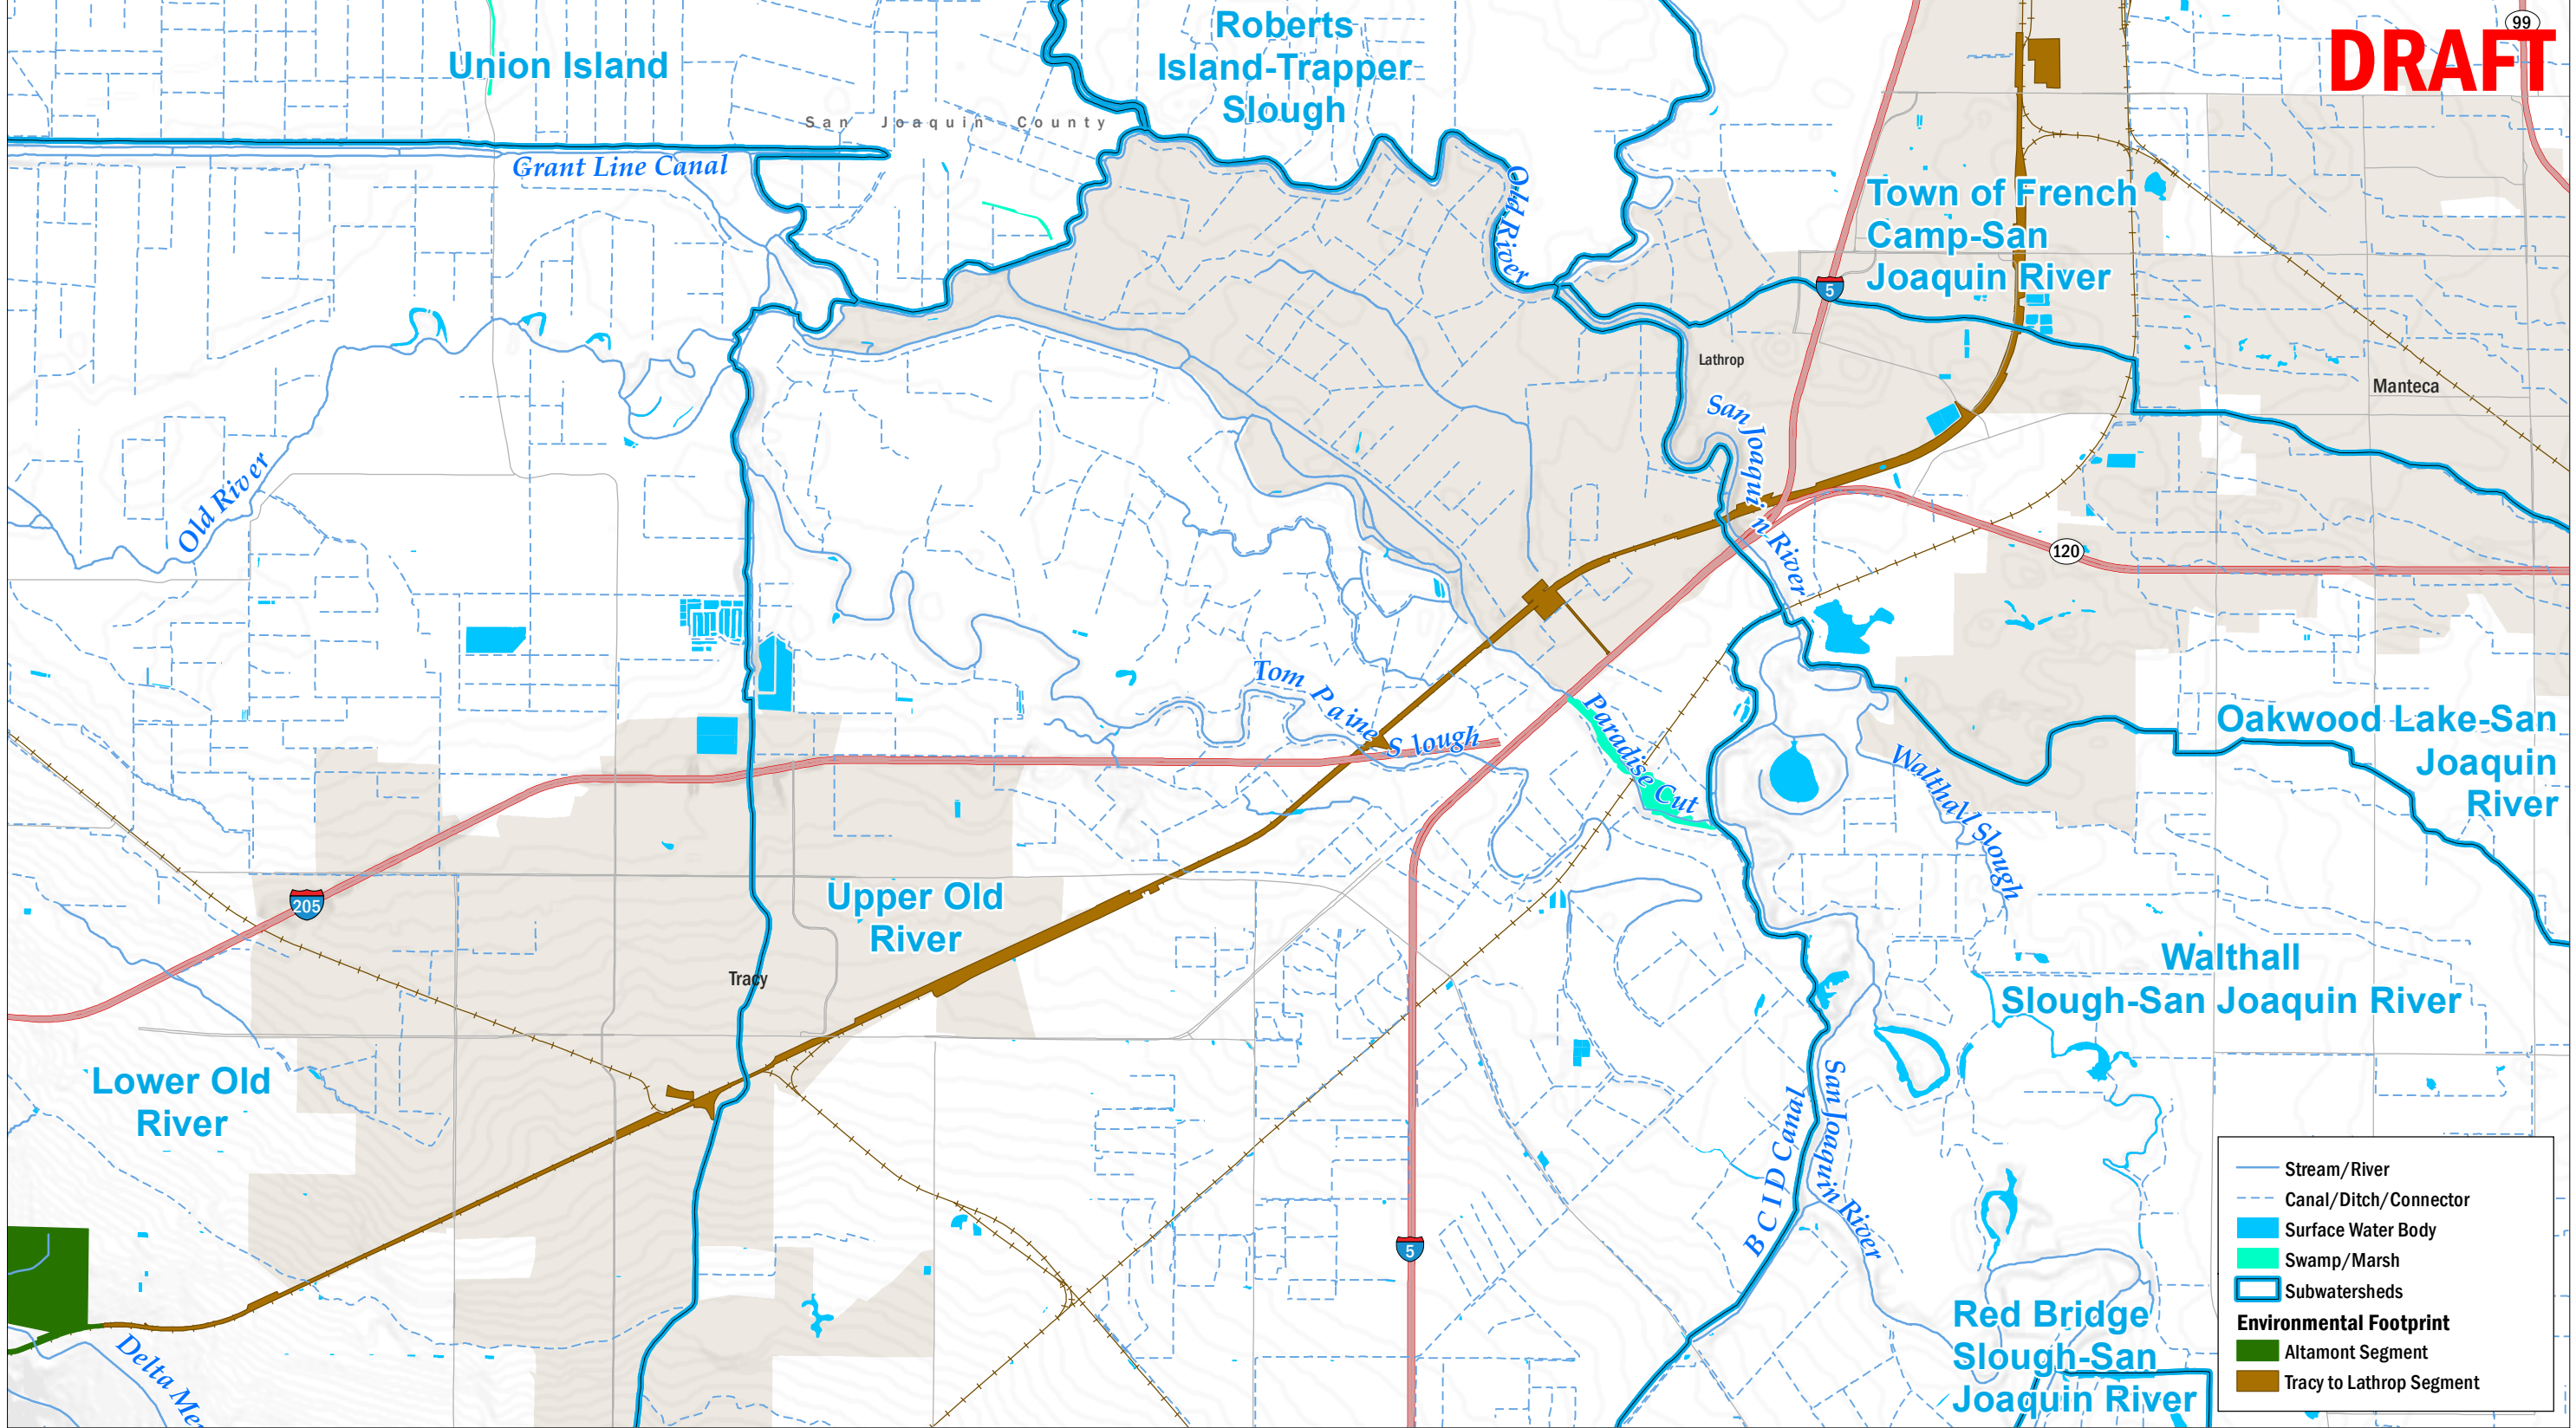 Roberts
Island-Trapper
Slough
Union Island
San Joaquin County
Grant Line Canal
Old River
99
DRAFT
Town of French
Camp-San
Joaquin River
5
Lathrop
Manteca
San Joaquin River
Old River
120
Tom Paine Slough
Paradise Cut
Oakwood Lake-San
Joaquin
River
Walthal Slough
205
Upper Old
River
Tracy
Walthall
Slough-San Joaquin River
Lower Old
River
B C I D Canal
San Joaquin River
5
Delta Me
Red Bridge
Slough-San
Joaquin River
Stream/River
Canal/Ditch/Connector
Surface Water Body
Swamp/Marsh
Subwatersheds
Environmental Footprint
Altamont Segment
Tracy to Lathrop Segment